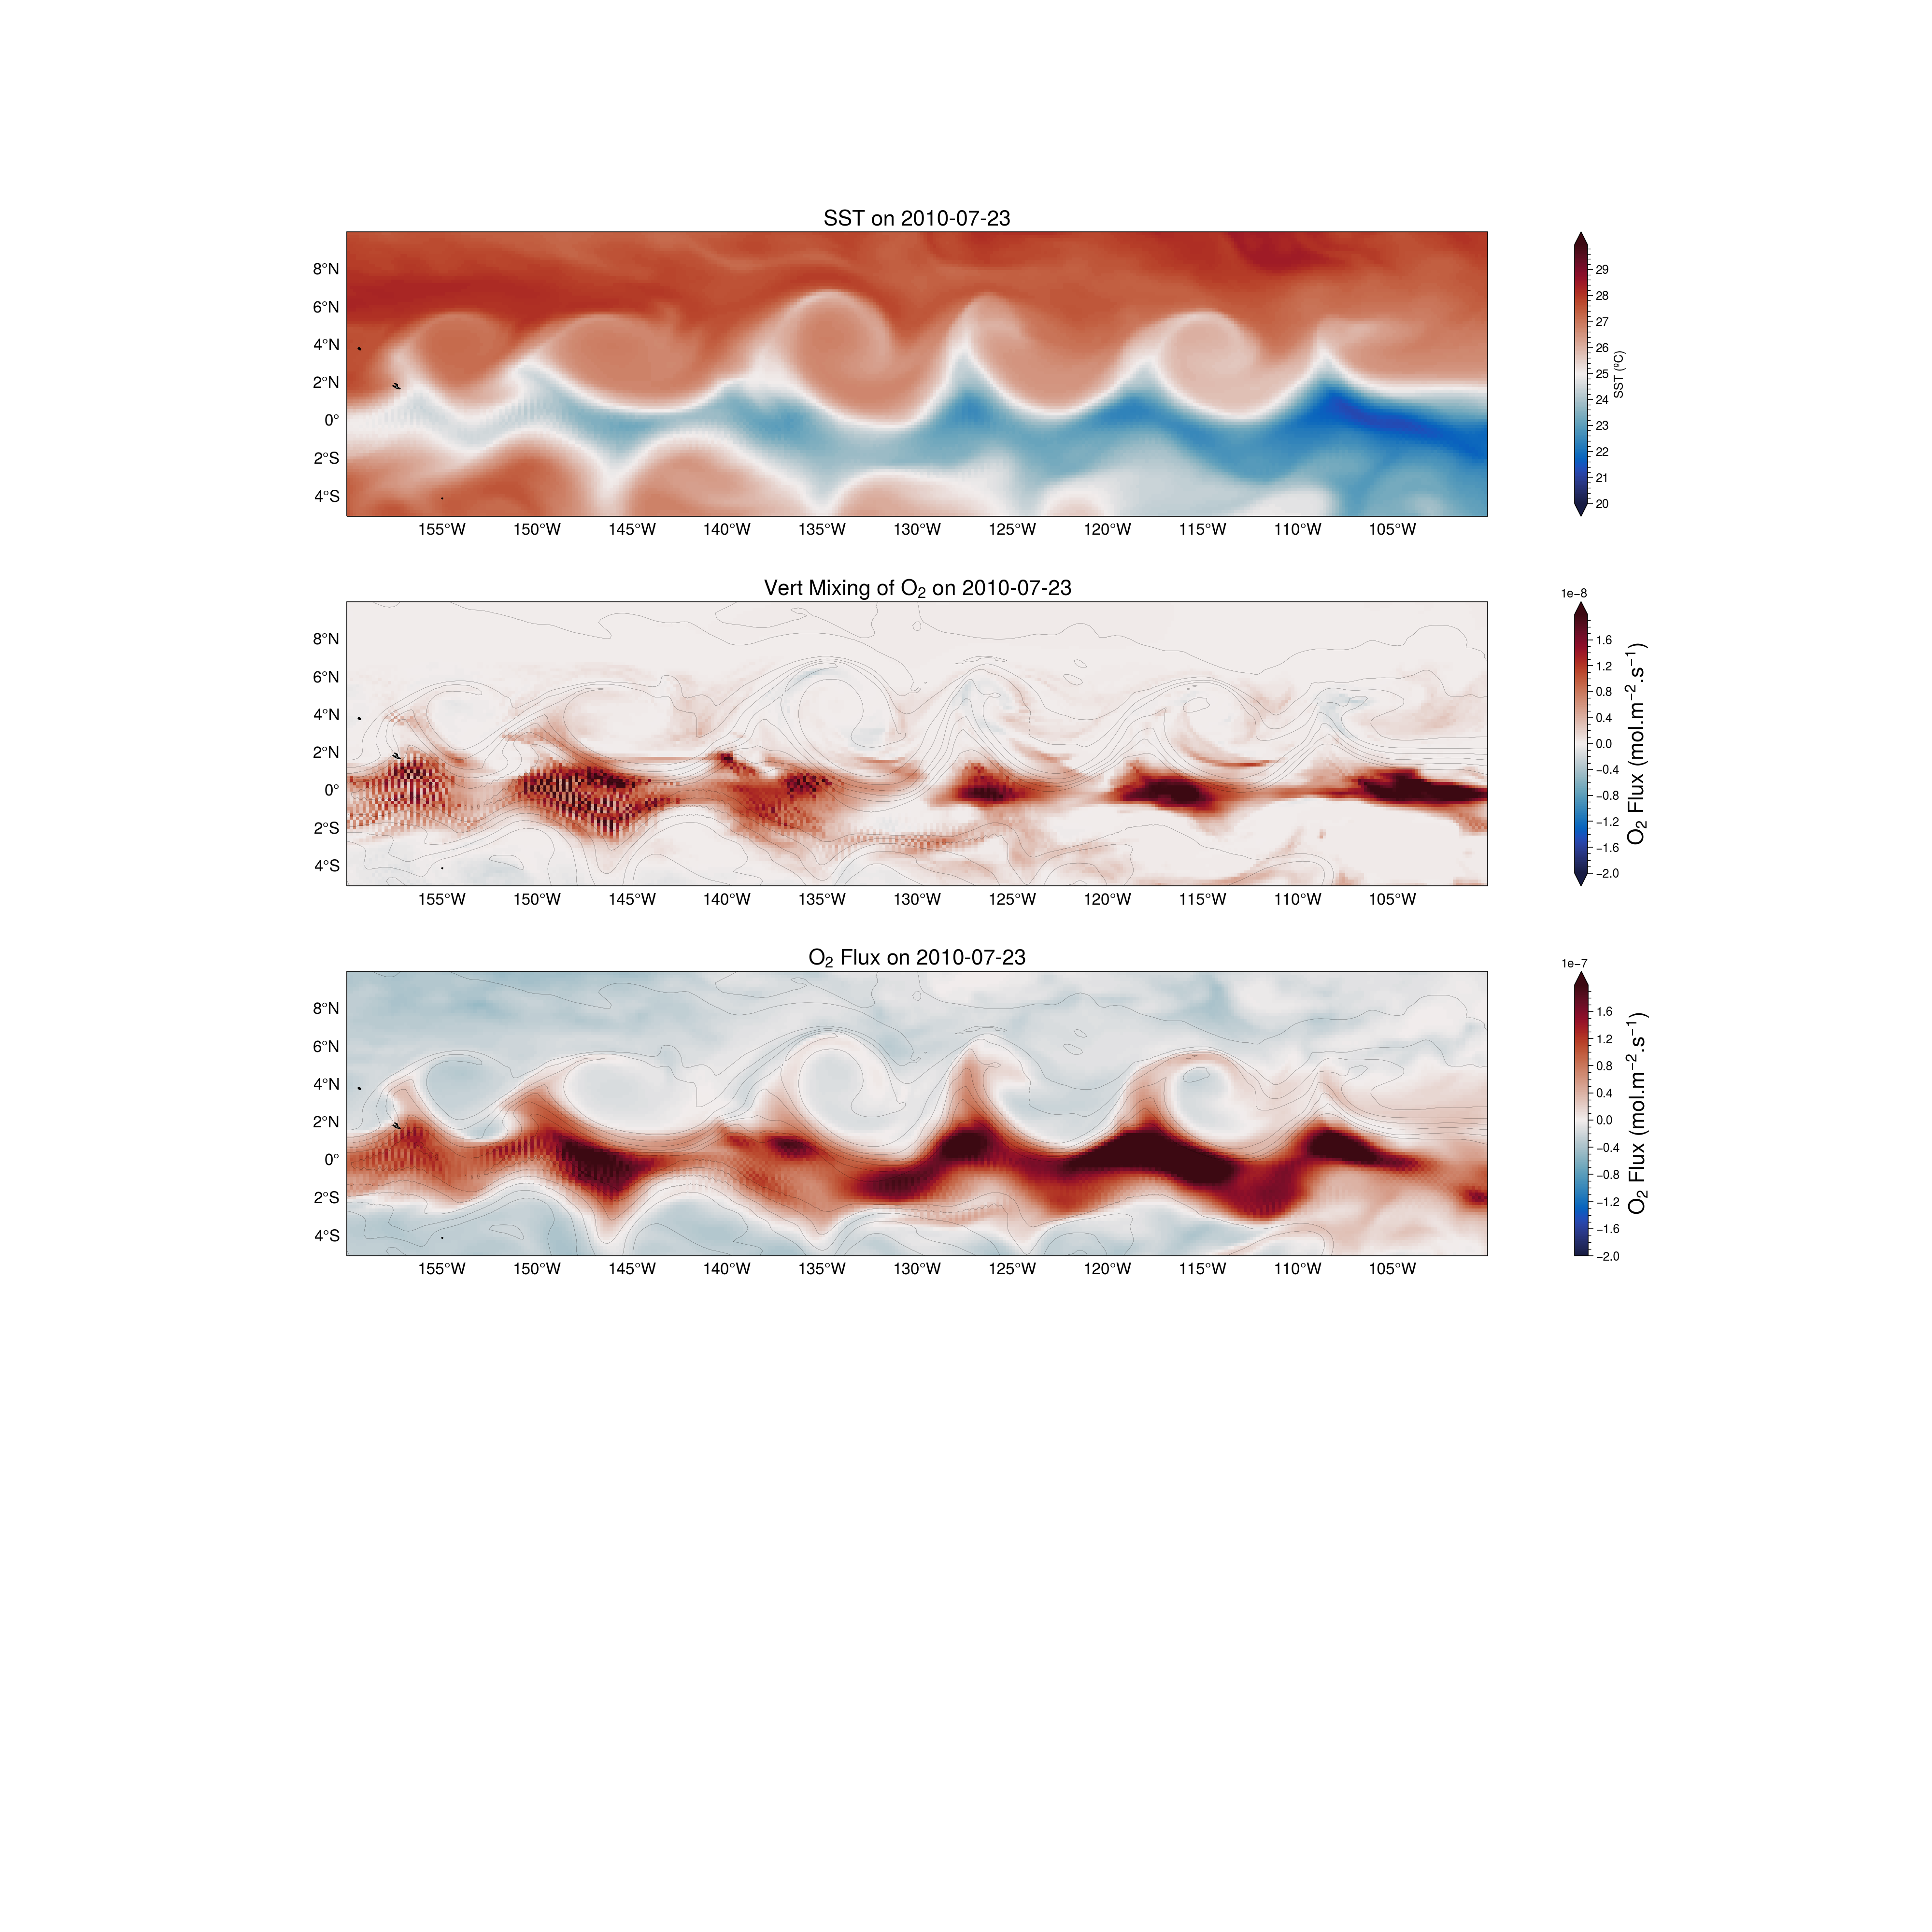 SST on 2010-07-23
8°N
6°N
4°N
2°N
0°
2°S
4°S
155°W 150°W 145°W 140°W 135°W 130°W 125°W 120°W 115°W 110°W 105°W
29
28
27
26
25
24
23
22
21
20
SST (ºC)
Vert Mixing of O₂ on 2010-07-23
8°N
6°N
4°N
2°N
0°
2°S
4°S
155°W 150°W 145°W 140°W 135°W 130°W 125°W 120°W 115°W 110°W 105°W
1e−8
1.6
1.2
0.8
0.4
0.0
−0.4
−0.8
−1.2
−1.6
−2.0
O₂ Flux (mol.m⁻².s⁻¹)
O₂ Flux on 2010-07-23
8°N
6°N
4°N
2°N
0°
2°S
4°S
155°W 150°W 145°W 140°W 135°W 130°W 125°W 120°W 115°W 110°W 105°W
1e−7
1.6
1.2
0.8
0.4
0.0
−0.4
−0.8
−1.2
−1.6
−2.0
O₂ Flux (mol.m⁻².s⁻¹)